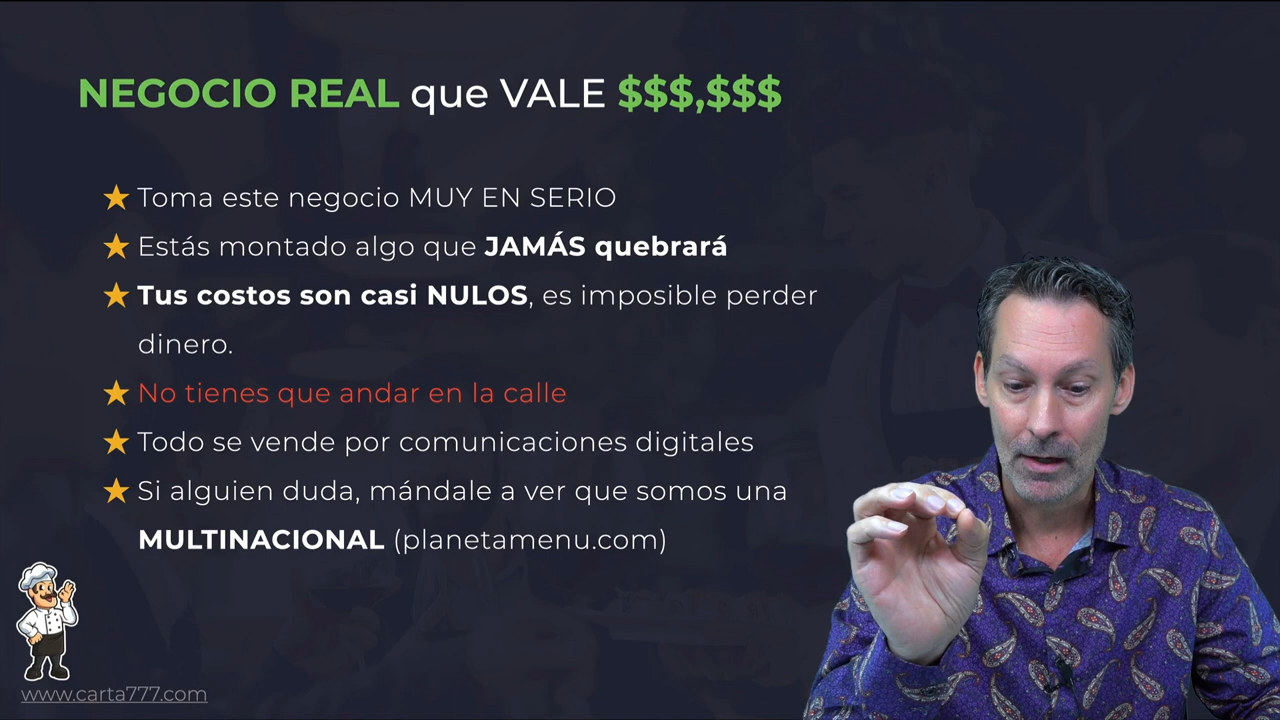 NEGOCIO REAL que VALE $$$,$$$
Toma este negocio MUY EN SERIO
Estás montado algo que JAMÁS quebrará
Tus costos son casi NULOS, es imposible perder
dinero.
No tienes que andar en la calle
Todo se vende por comunicaciones digitales
Si alguien duda, mándale a ver que somos una
MULTINACIONAL (planetamenu.com)
www.carta777.com